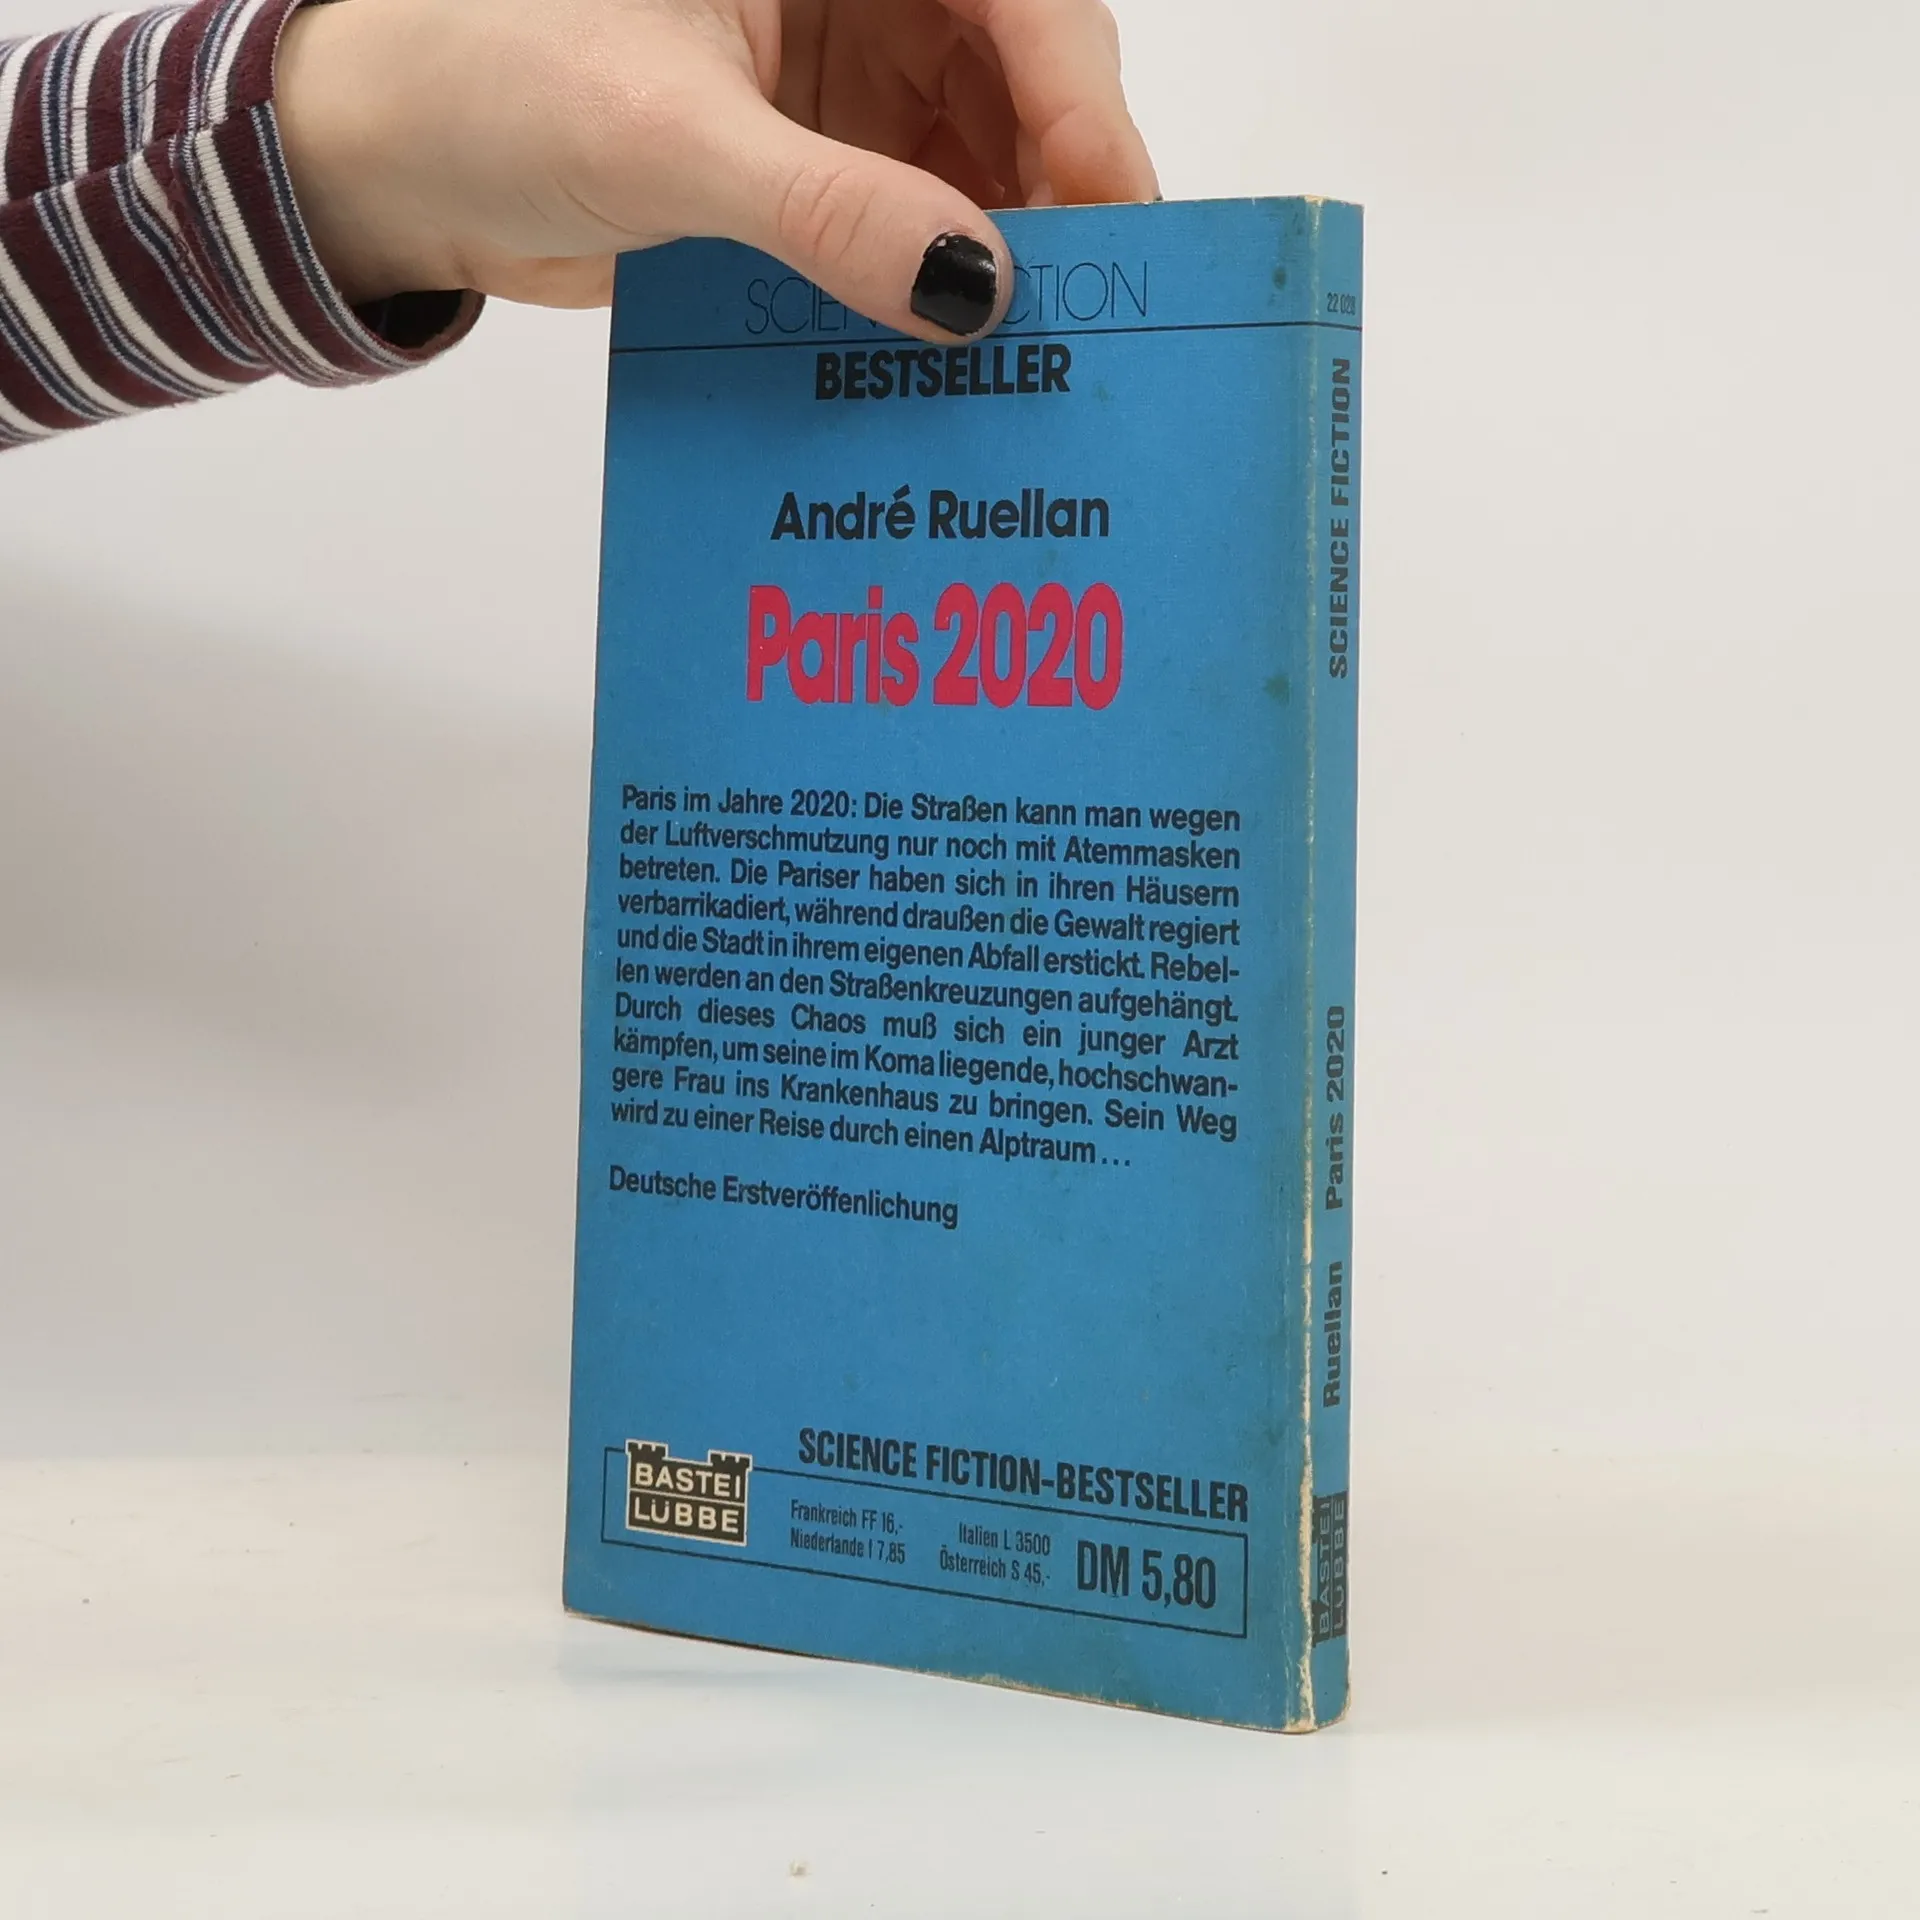 BESTSELLER
André Ruellan
Paris 2020
Paris im Jahre 2020: Die Straßen kann man wegen
der Luftverschmutzung nur noch mit Atemmasken
betreten. Die Pariser haben sich in ihren Häusern
verbarrikadiert, während draußen die Gewalt regiert
und die Stadt in ihrem eigenen Abfall erstickt. Rebel-
len werden an den Straßenkreuzungen aufgehängt.
Durch dieses Chaos muß sich ein junger Arzt
kämpfen, um seine im Koma liegende, hochschwan-
gere Frau ins Krankenhaus zu bringen. Sein Weg
wird zu einer Reise durch einen Alptraum...
Deutsche Erstveröffenlichung
SCIENCE FICTION-BESTSELLER
BASTEI
LÜBBE
Frankreich FF 16,-
Niederlande f 7,85
Italien L 3500
Österreich S 45,-
DM 5,80
22 028
SCIENCE FICTION
Paris 2020
Ruellan
BASTEI
LÜBBE